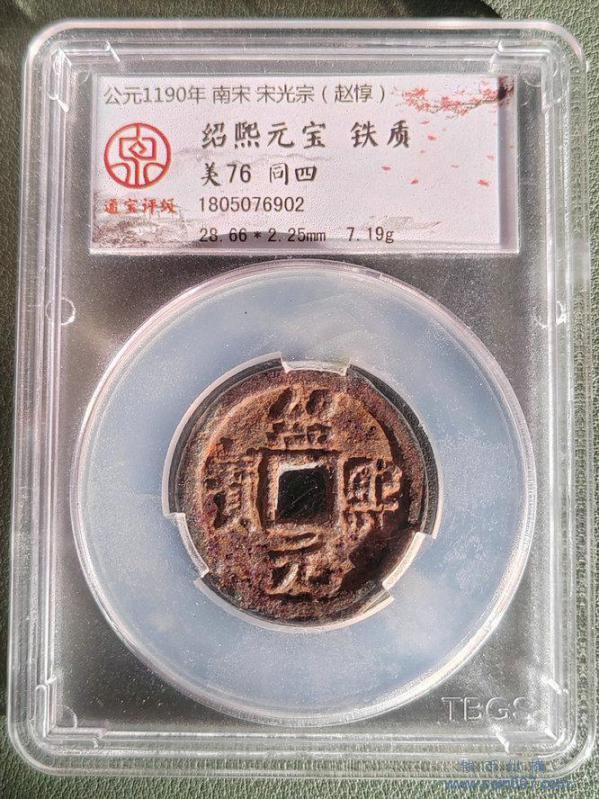 公元1190年 南宋 宋光宗（赵惇）
绍熙元宝 铁质
美76 同四
通宝评级
1805076902
28.66*2.25mm 7.19g
紹
寶 熙
元
TBGS